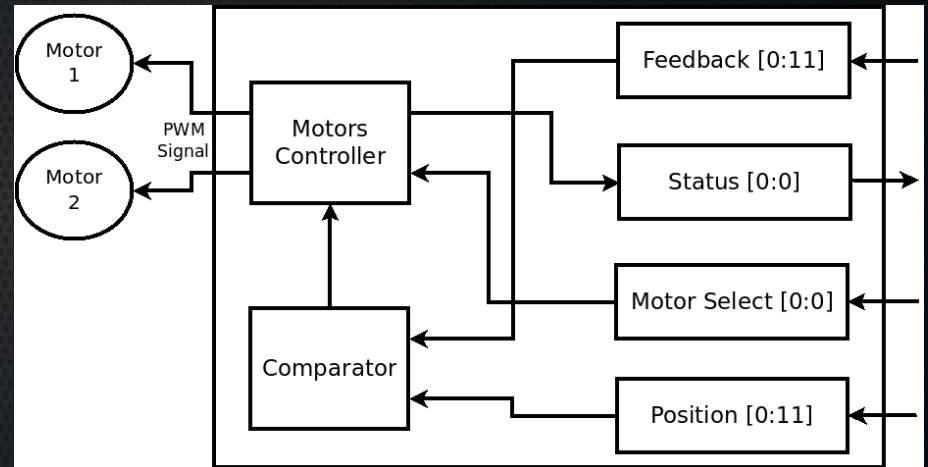 Motor
1
Motor
2
PWM
Signal
Motors
Controller
Comparator
Feedback [0:11]
Status [0:0]
Motor Select [0:0]
Position [0:11]